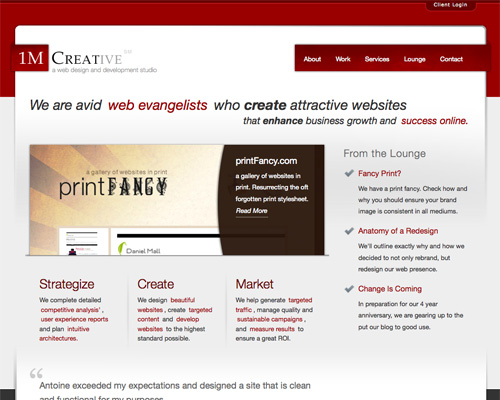 Client Login
1M CREATIVE
a web design and development studio
About Work Services Lounge Contact
We are avid web evangelists who create attractive websites
that enhance business growth and success online.
a gallery of websites in print
printFANCY
Daniel Mall
printFancy.com
a gallery of websites in
print. Resurrecting the oft
forgotten print stylesheet.
Read More
From the Lounge
Fancy Print?
We have a print fancy. Check how and
why you should ensure your brand
image is consistent in all mediums.
Anatomy of a Redesign
We'll outline exactly why and how we
decided to not only rebrand, but
redesign our web presence.
Change Is Coming
In preparation for our 4 year
anniversary, we are gearing up to the
put our blog to good use.
Strategize
We complete detailed
competitive analysis',
user experience reports
and plan intuitive
architectures.
Create
We design beautiful
websites, create targeted
content and develop
websites to the highest
standard possible.
Market
We help generate targeted
traffic, manage quality and
sustainable campaigns,
and measure results to
ensure a great ROI.
Antoine exceeded my expectations and designed a site that is clean
and functional for my purposes.